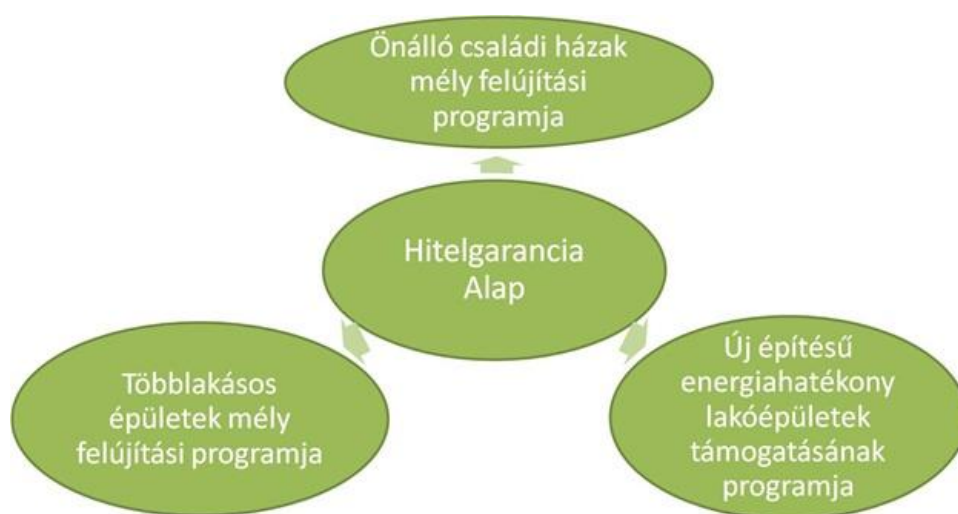 Önálló családi házak
mély felújítási
programja
Hitelgarancia
Alap
Többlakásos
épületek mély
felújítási programja
Új építésű
energiahatékony
lakóépületek
támogatásának
programja